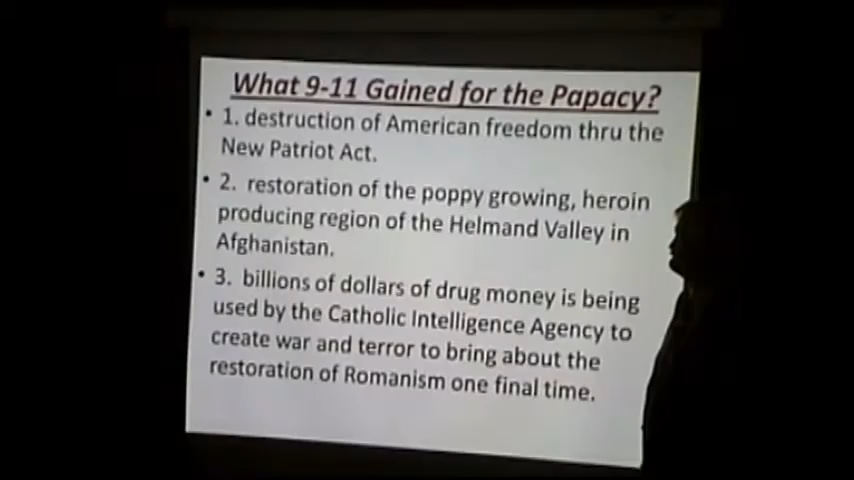 What 9-11 Gained for the Papacy?
• 1. destruction of American freedom thru the
New Patriot Act.
• 2. restoration of the poppy growing, heroin
producing region of the Helmand Valley in
Afghanistan.
• 3. billions of dollars of drug money is being
used by the Catholic Intelligence Agency to
create war and terror to bring about the
restoration of Romanism one final time.